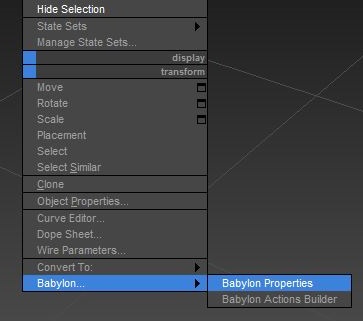 Hide Selection
State Sets
Manage State Sets...
display
transform
Move
Rotate
Scale
Placement
Select
Select Similar
Clone
Object Properties...
Curve Editor...
Dope Sheet...
Wire Parameters...
Convert To:
Babylon... Babylon Properties
Babylon Actions Builder